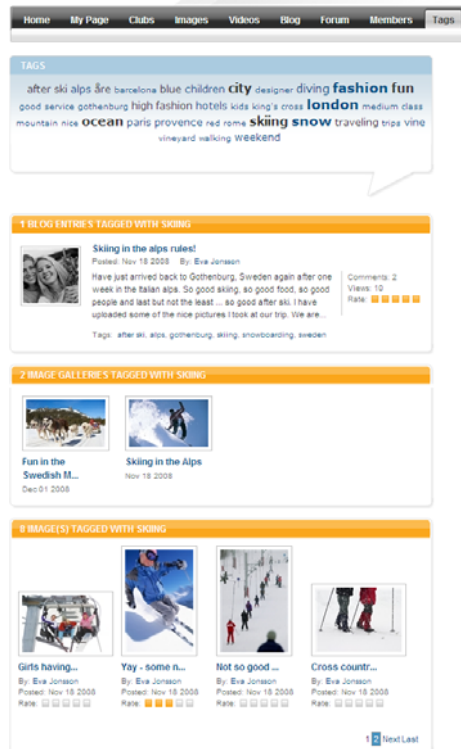 Home My Page Clubs Images Videos Blog Forum Members Tags
TAGS
after ski alps åre barcelona blue children city designer diving fashion fun
good service gothenburg high fashion hotels kids king's cross london medium class
mountain nice ocean paris provence red rome skiing snow traveling trips vine
vineyard walking weekend
1 BLOG ENTRIES TAGGED WITH SKIING
Skiing in the alps rules!
Posted: Nov 18 2008 By: Eva Jonsson
Have just arrived back to Gothenburg, Sweden again after one
week in the Italian alps. So good skiing, so good food, so good
people and last but not the least ... so good after ski. I have
uploaded some of the nice pictures I took at our trip. We are...
Comments: 2
Views: 10
Rate:
Tags: after ski, alps, gothenburg, skiing, snowboarding, sweden
2 IMAGE GALLERIES TAGGED WITH SKIING
Fun in the
Swedish M...
Dec 01 2008
Skiing in the Alps
Nov 18 2008
8 IMAGE(S) TAGGED WITH SKIING
Girls having...
By: Eva Jonsson
Posted: Nov 18 2008
Rate:
Yay - some n...
By: Eva Jonsson
Posted: Nov 18 2008
Rate:
Not so good ...
By: Eva Jonsson
Posted: Nov 18 2008
Rate:
Cross countr...
By: Eva Jonsson
Posted: Nov 18 2008
Rate:
1 2 Next Last